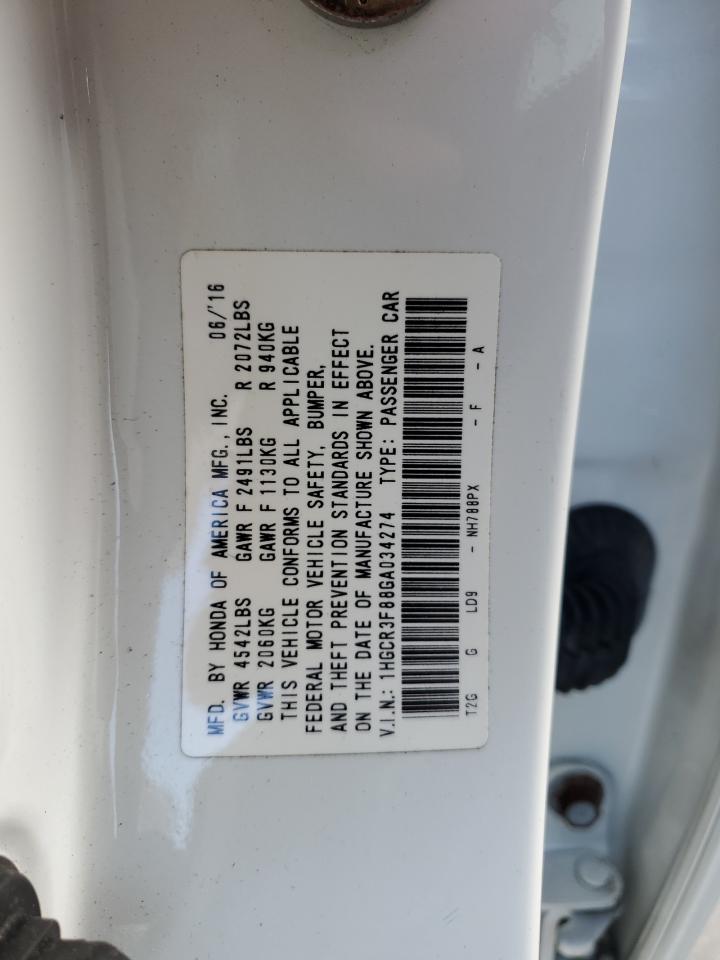 MFD. BY HONDA OF AMERICA MFG., INC. 06/'16
GVWR 4542LBS GAWR F 2491LBS R 2072LBS
GVWR 2060KG GAWR F 1130KG R 940KG
THIS VEHICLE CONFORMS TO ALL APPLICABLE
FEDERAL MOTOR VEHICLE SAFETY, BUMPER,
AND THEFT PREVENTION STANDARDS IN EFFECT
ON THE DATE OF MANUFACTURE SHOWN ABOVE.
V.I.N.: 1HGCR3F88GA034274 TYPE: PASSENGER CAR
T2G G LD9 - NH788PX - F - A